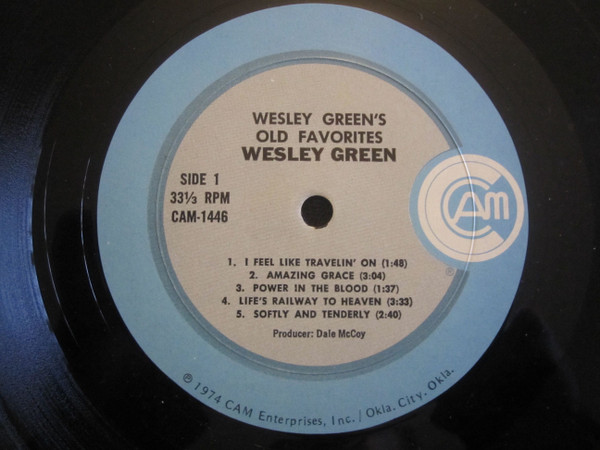 WESLEY GREEN'S
OLD FAVORITES
WESLEY GREEN
SIDE 1
33⅓ RPM
CAM-1446
CAM
®
1. I FEEL LIKE TRAVELIN' ON (1:48)
2. AMAZING GRACE (3:04)
3. POWER IN THE BLOOD (1:37)
4. LIFE'S RAILWAY TO HEAVEN (3:33)
5. SOFTLY AND TENDERLY (2:40)
Producer: Dale McCoy
℗ 1974 CAM Enterprises, Inc. / Okla. City, Okla.